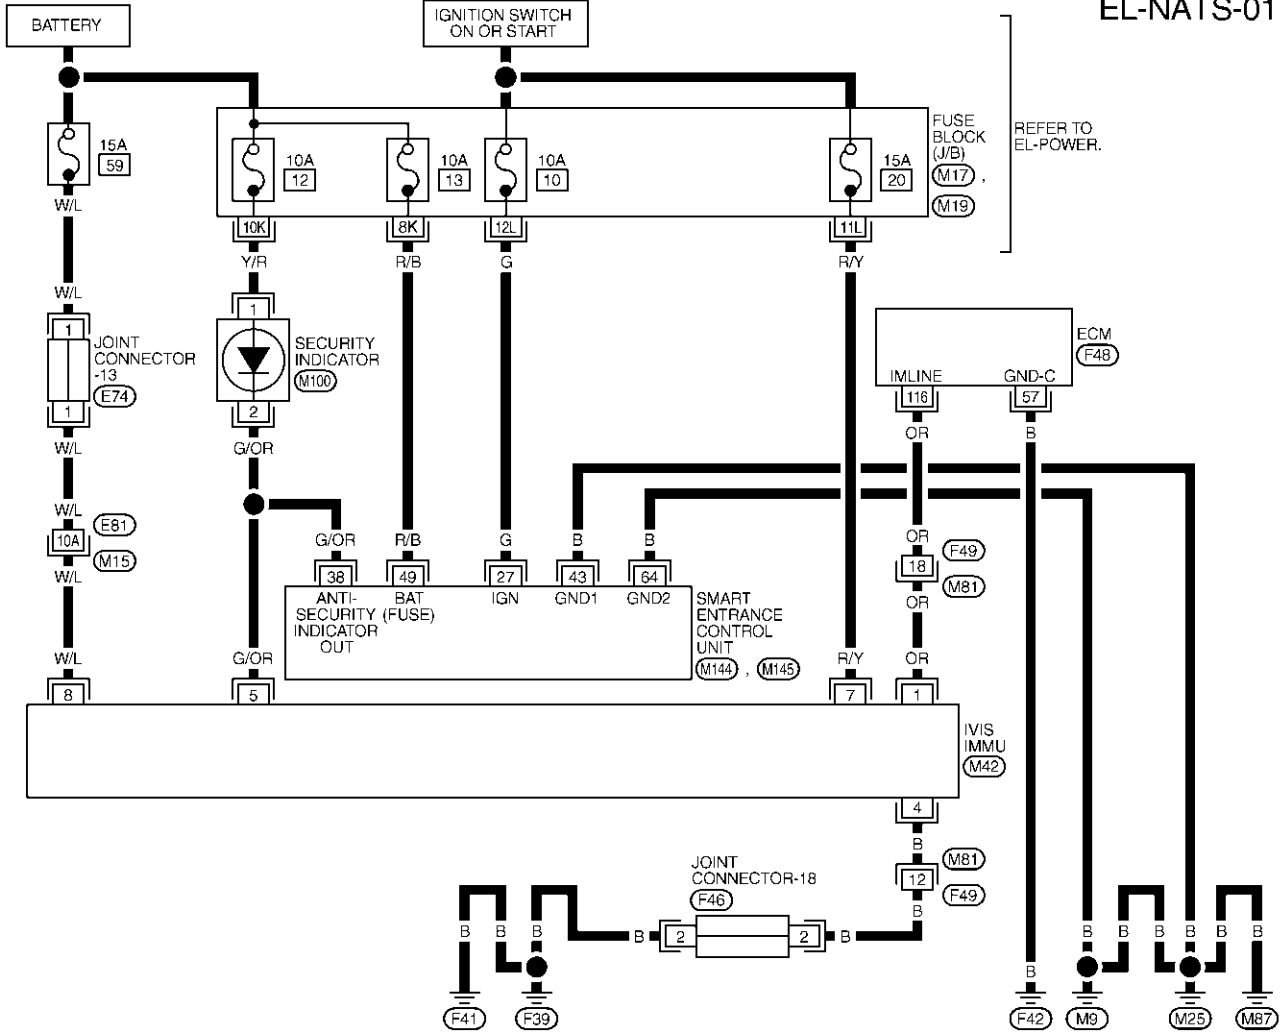 EL-NATS-01
BATTERY
IGNITION SWITCH
ON OR START
15A
59
10A
12
10A
13
10A
10
15A
20
FUSE
BLOCK
(J/B)
M17 ,
M19
REFER TO
EL-POWER.
W/L
10K
8K
12L
11L
Y/R
R/B
G
R/Y
W/L
1
1
JOINT
CONNECTOR
-13
E74
1
SECURITY
INDICATOR
M100
2
ECM
F48
IMLINE
GND-C
116
57
W/L
G/OR
OR
B
W/L
E81
10A
M15
W/L
G/OR
R/B
G
B
B
OR
F49
18
M81
OR
38
49
27
43
64
ANTI-
SECURITY
INDICATOR
OUT
BAT
(FUSE)
IGN
GND1
GND2
SMART
ENTRANCE
CONTROL
UNIT
M144 , M145
W/L
G/OR
R/Y
OR
8
5
7
1
IVIS
IMMU
M42
4
B
M81
12
F49
B
JOINT
CONNECTOR-18
F46
B
2
2
B
B
B
B
B
B
B
B
B
B
B
F41
F39
F42
M9
M25
M87